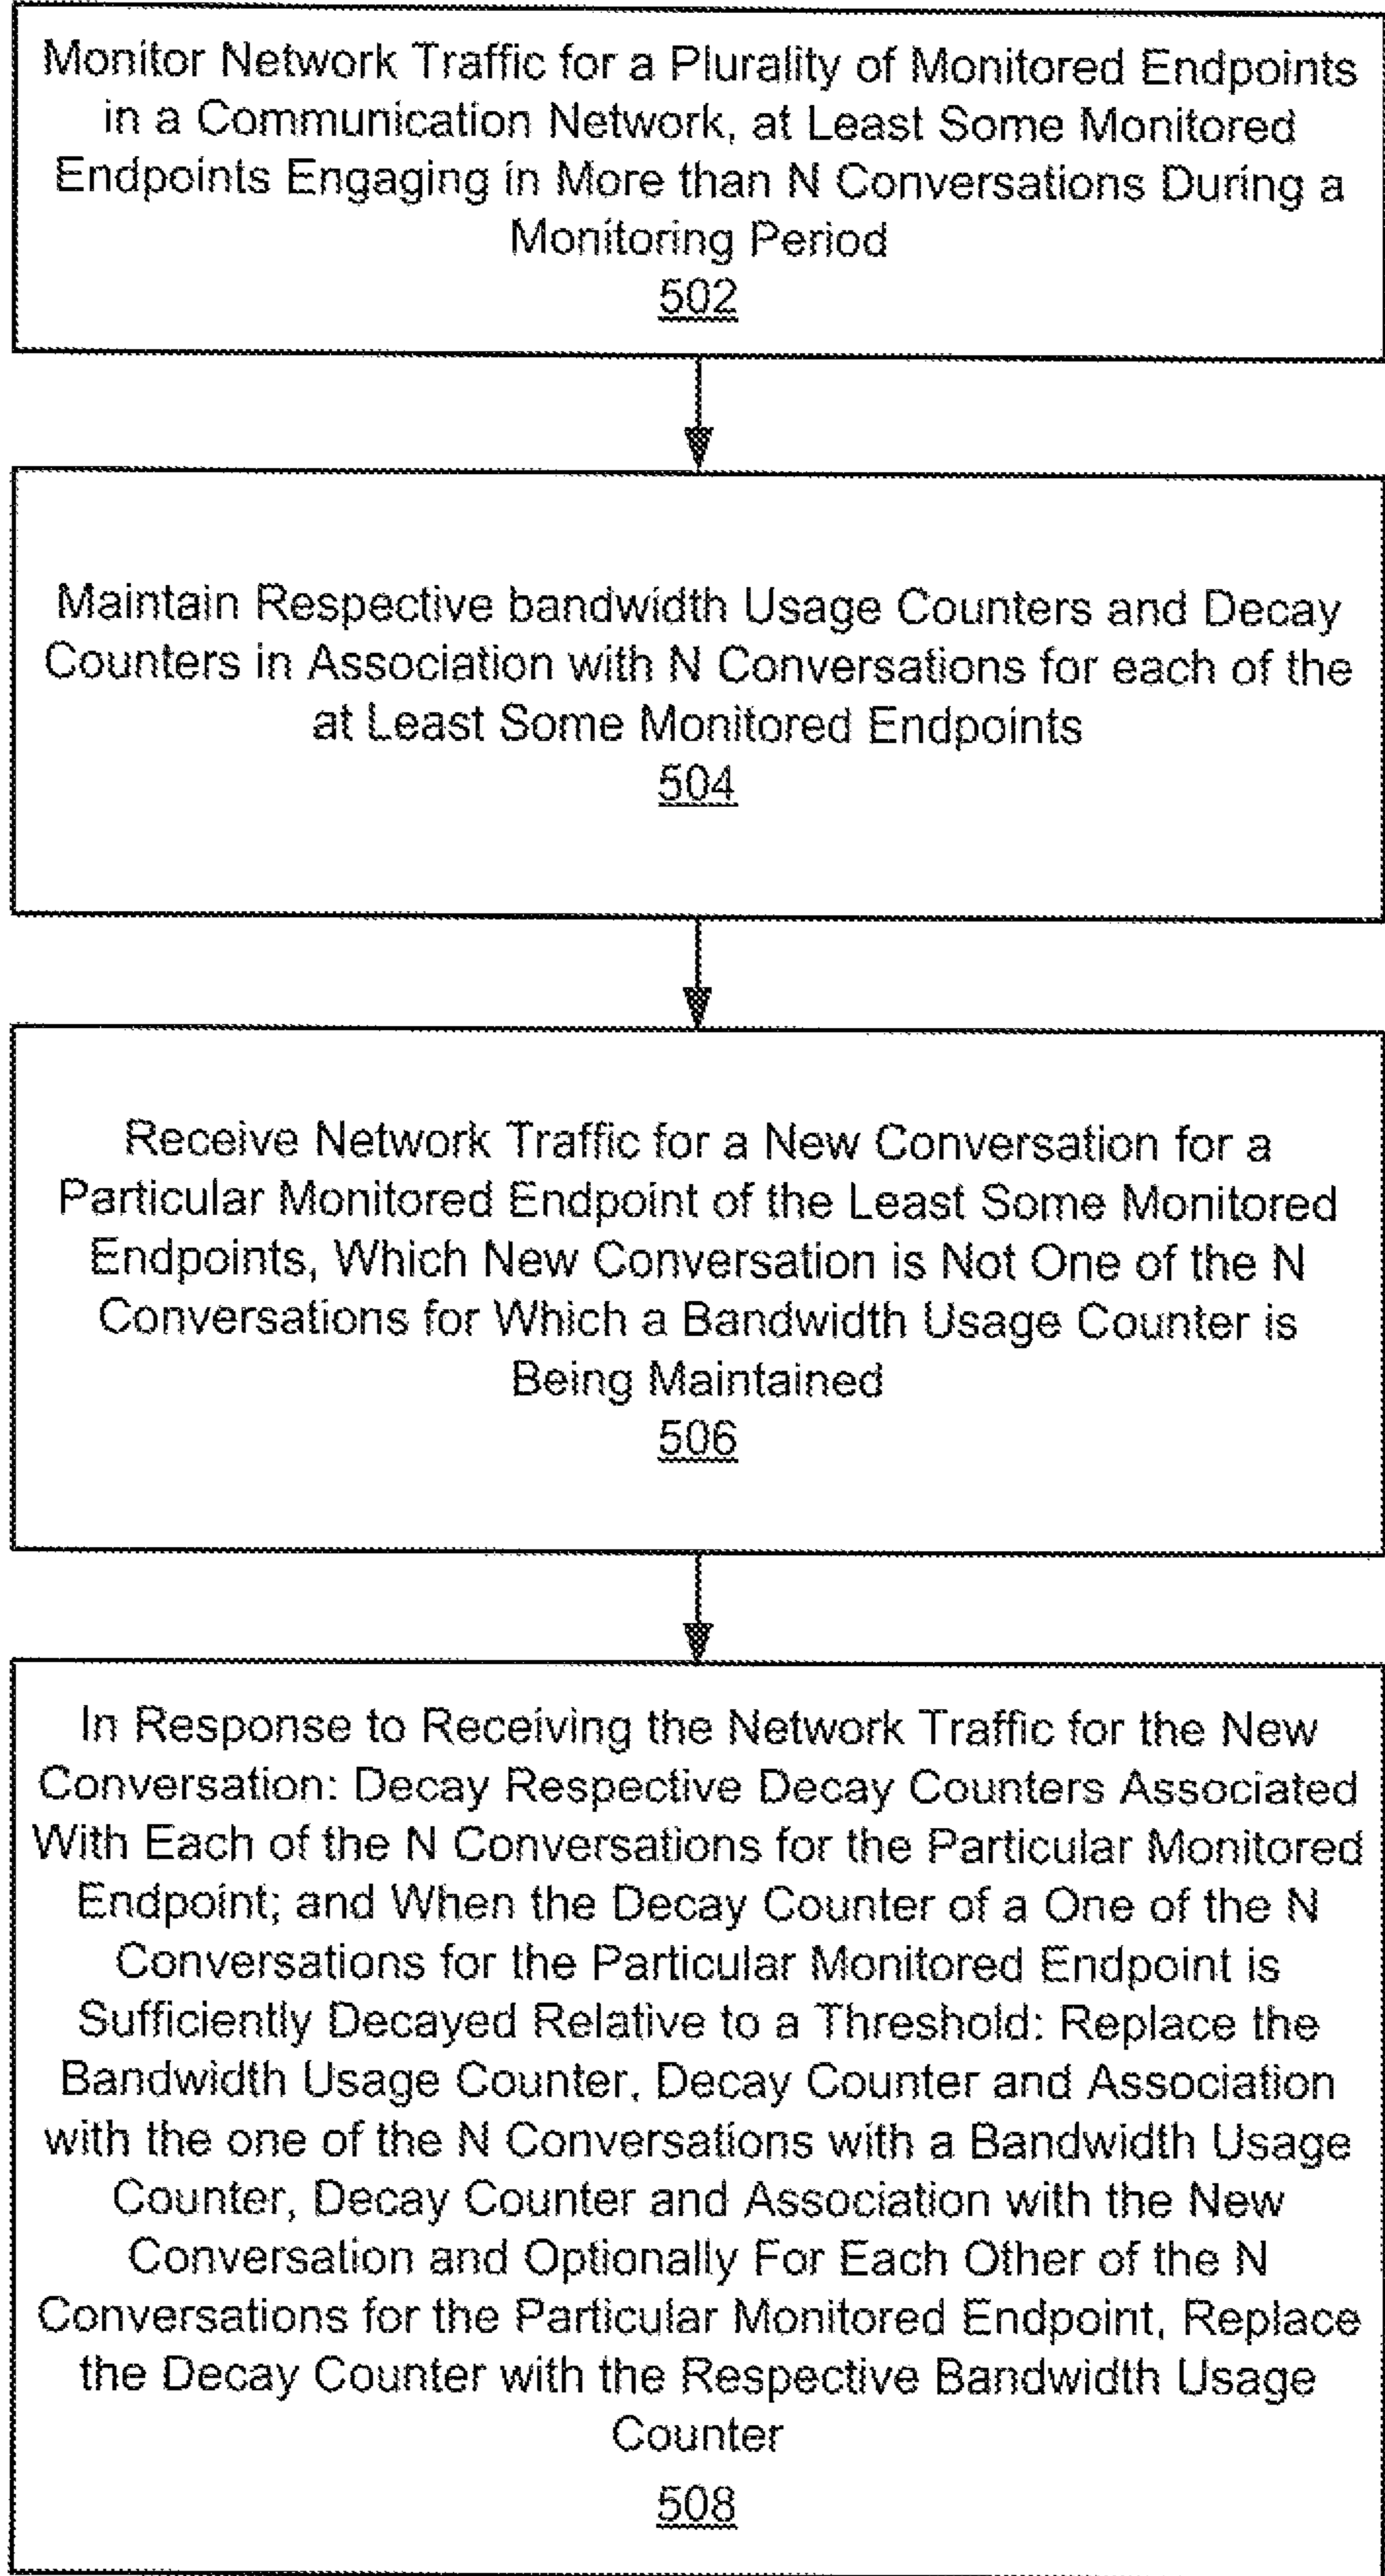 Monitor Network Traffic for a Plurality of Monitored Endpoints
in a Communication Network, at Least Some Monitored
Endpoints Engaging in More than N Conversations During a
Monitoring Period
502
Maintain Respective bandwidth Usage Counters and Decay
Counters in Association with N Conversations for each of the
at Least Some Monitored Endpoints
504
Receive Network Traffic for a New Conversation for a
Particular Monitored Endpoint of the Least Some Monitored
Endpoints, Which New Conversation is Not One of the N
Conversations for Which a Bandwidth Usage Counter is
Being Maintained
506
In Response to Receiving the Network Traffic for the New
Conversation: Decay Respective Decay Counters Associated
With Each of the N Conversations for the Particular Monitored
Endpoint; and When the Decay Counter of a One of the N
Conversations for the Particular Monitored Endpoint is
Sufficiently Decayed Relative to a Threshold: Replace the
Bandwidth Usage Counter, Decay Counter and Association
with the one of the N Conversations with a Bandwidth Usage
Counter, Decay Counter and Association with the New
Conversation and Optionally For Each Other of the N
Conversations for the Particular Monitored Endpoint, Replace
the Decay Counter with the Respective Bandwidth Usage
Counter
508